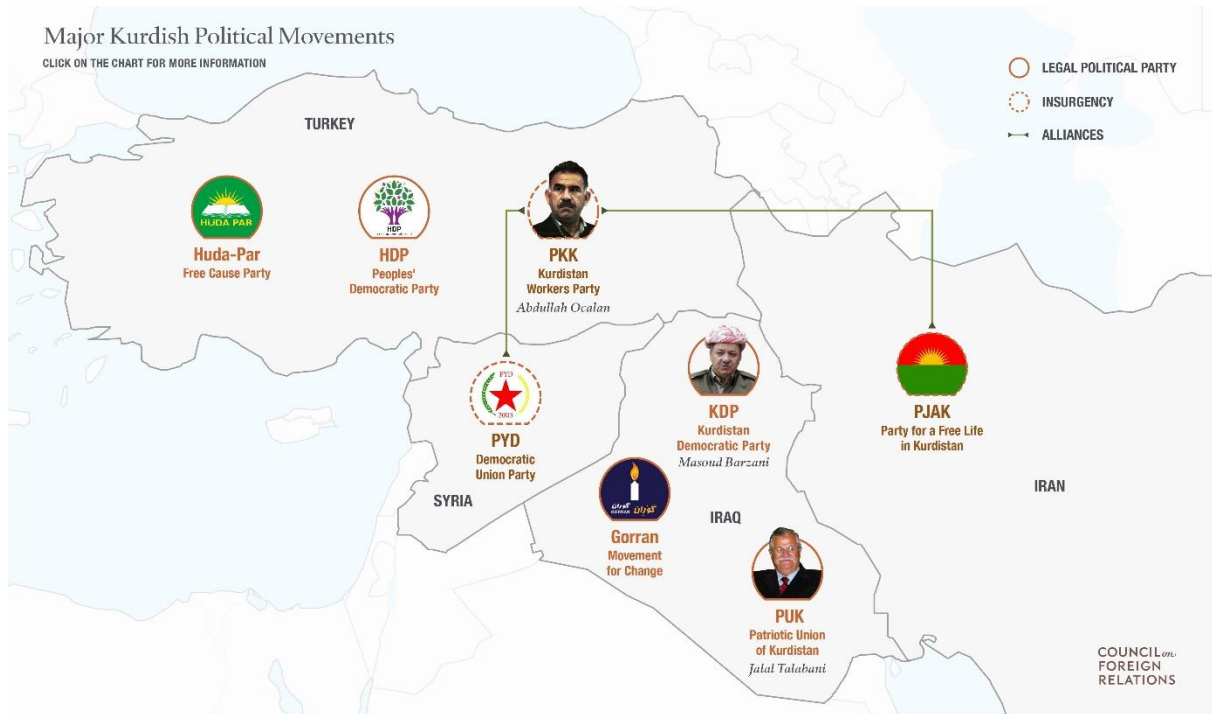 Major Kurdish Political Movements
CLICK ON THE CHART FOR MORE INFORMATION
LEGAL POLITICAL PARTY
INSURGENCY
ALLIANCES
TURKEY
HUDA PAR
Huda-Par
Free Cause Party
HDP
HDP
Peoples'
Democratic Party
PKK
Kurdistan
Workers Party
Abdullah Ocalan
PYD
2003
PYD
Democratic
Union Party
SYRIA
KDP
Kurdistan
Democratic Party
Masoud Barzani
گۆڕان
GORRAN
گۆڕان
Gorran
Movement
for Change
IRAQ
PUK
Patriotic Union
of Kurdistan
Jalal Talabani
PJAK
Party for a Free Life
in Kurdistan
IRAN
COUNCIL on
FOREIGN
RELATIONS